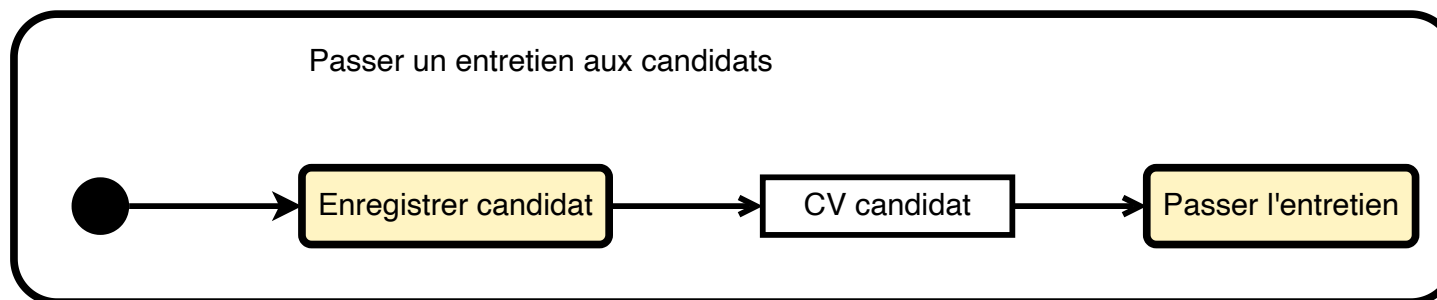 Passer un entretien aux candidats
Enregistrer candidat
CV candidat
Passer l'entretien